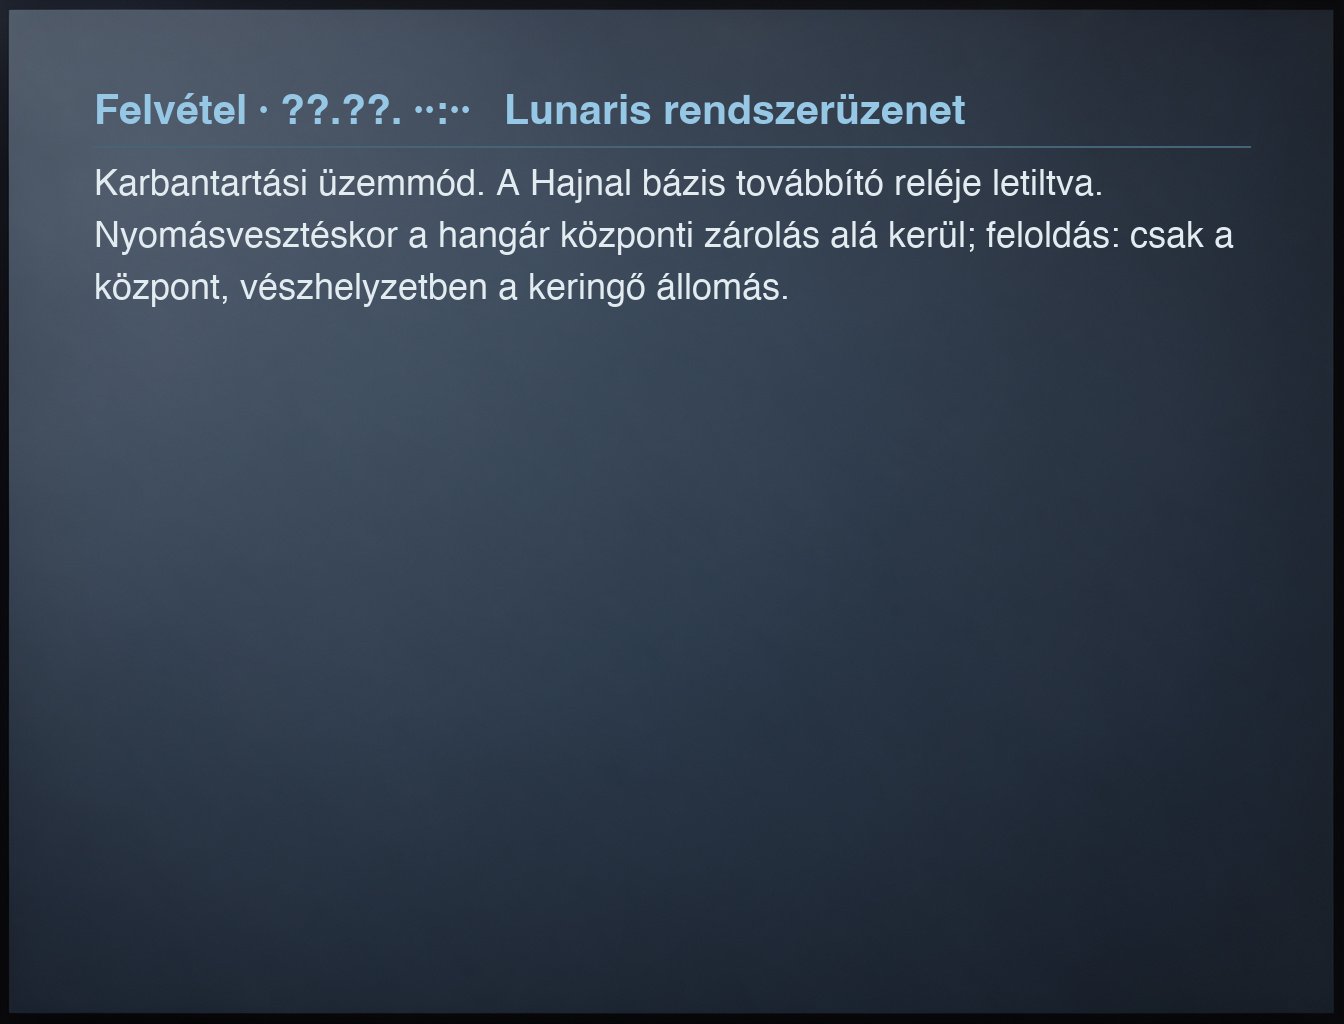 Felvétel · ??.??. ··:·· Lunaris rendszerüzenet
Karbantartási üzemmód. A Hajnal bázis továbbító reléje letiltva.
Nyomásvesztéskor a hangár központi zárolás alá kerül; feloldás: csak a
központ, vészhelyzetben a keringő állomás.